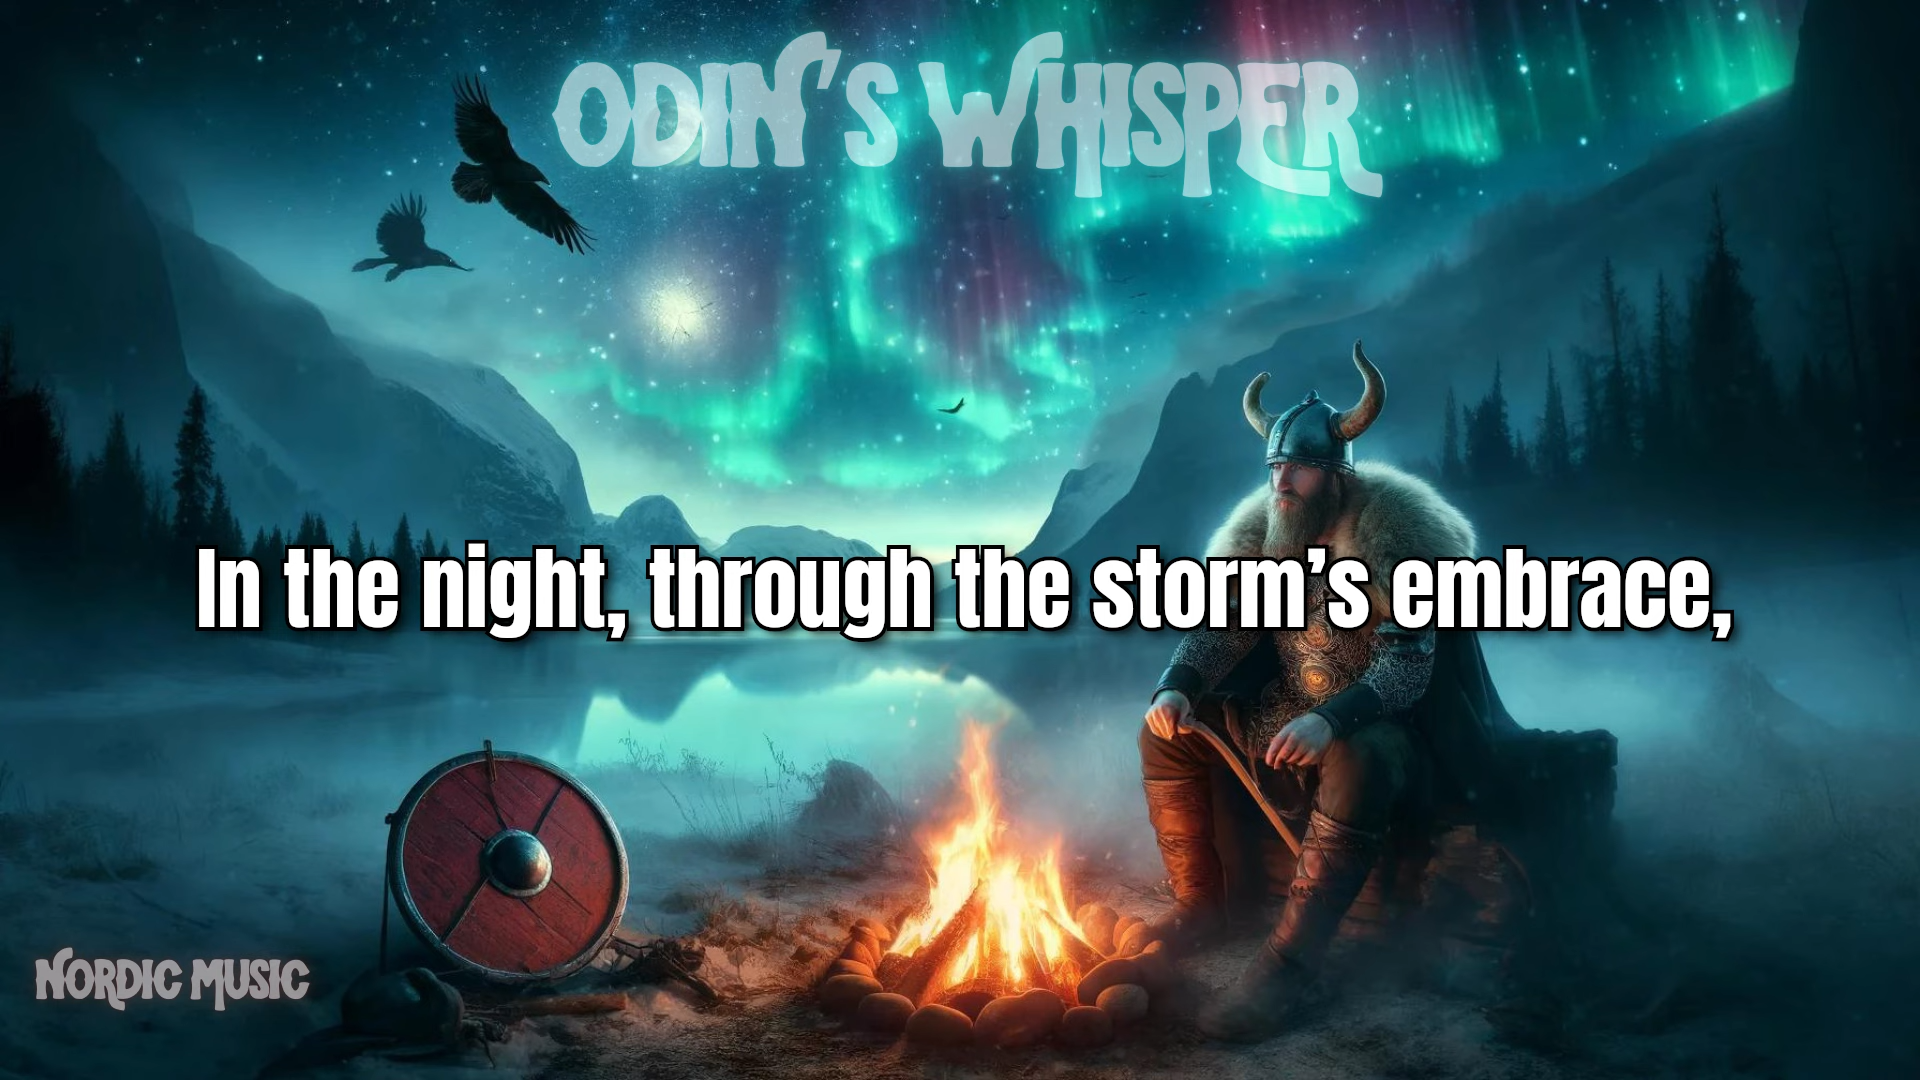 ODIN'S WHISPER
In the night, through the storm’s embrace,
NORDIC MUSIC